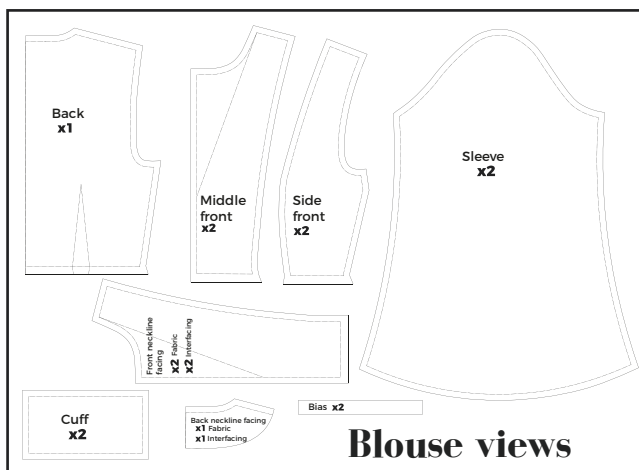 Back
x1
Middle
front
x2
Side
front
x2
Sleeve
x2
Front neckline
facing
x2 Fabric
x2 Interfacing
Cuff
x2
Back neckline facing
x1 Fabric
x1 Interfacing
Bias x2
Blouse views